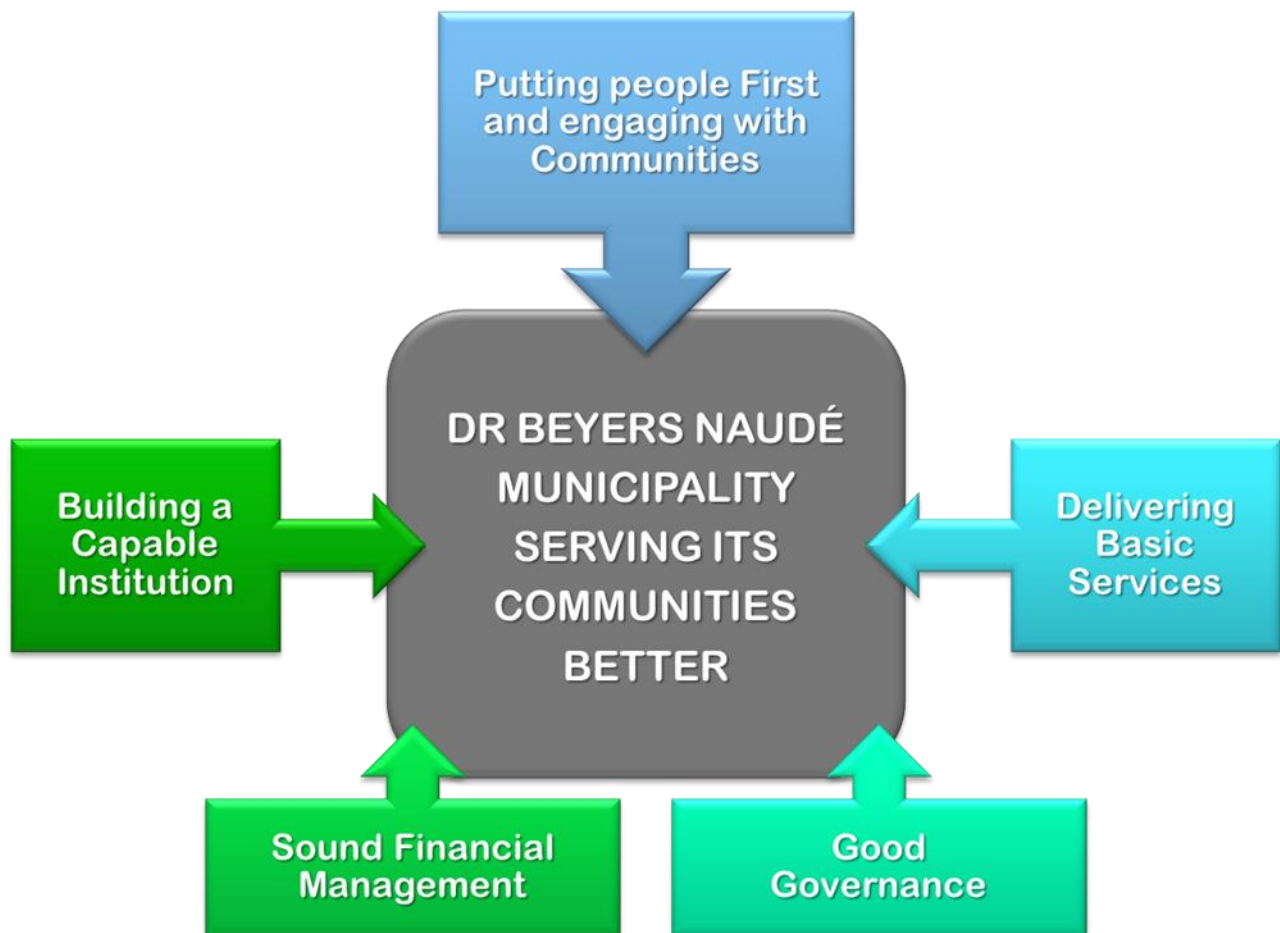 Putting people First
and engaging with
Communities
DR BEYERS NAUDÉ
MUNICIPALITY
SERVING ITS
COMMUNITIES
BETTER
Building a
Capable
Institution
Delivering
Basic
Services
Sound Financial
Management
Good
Governance